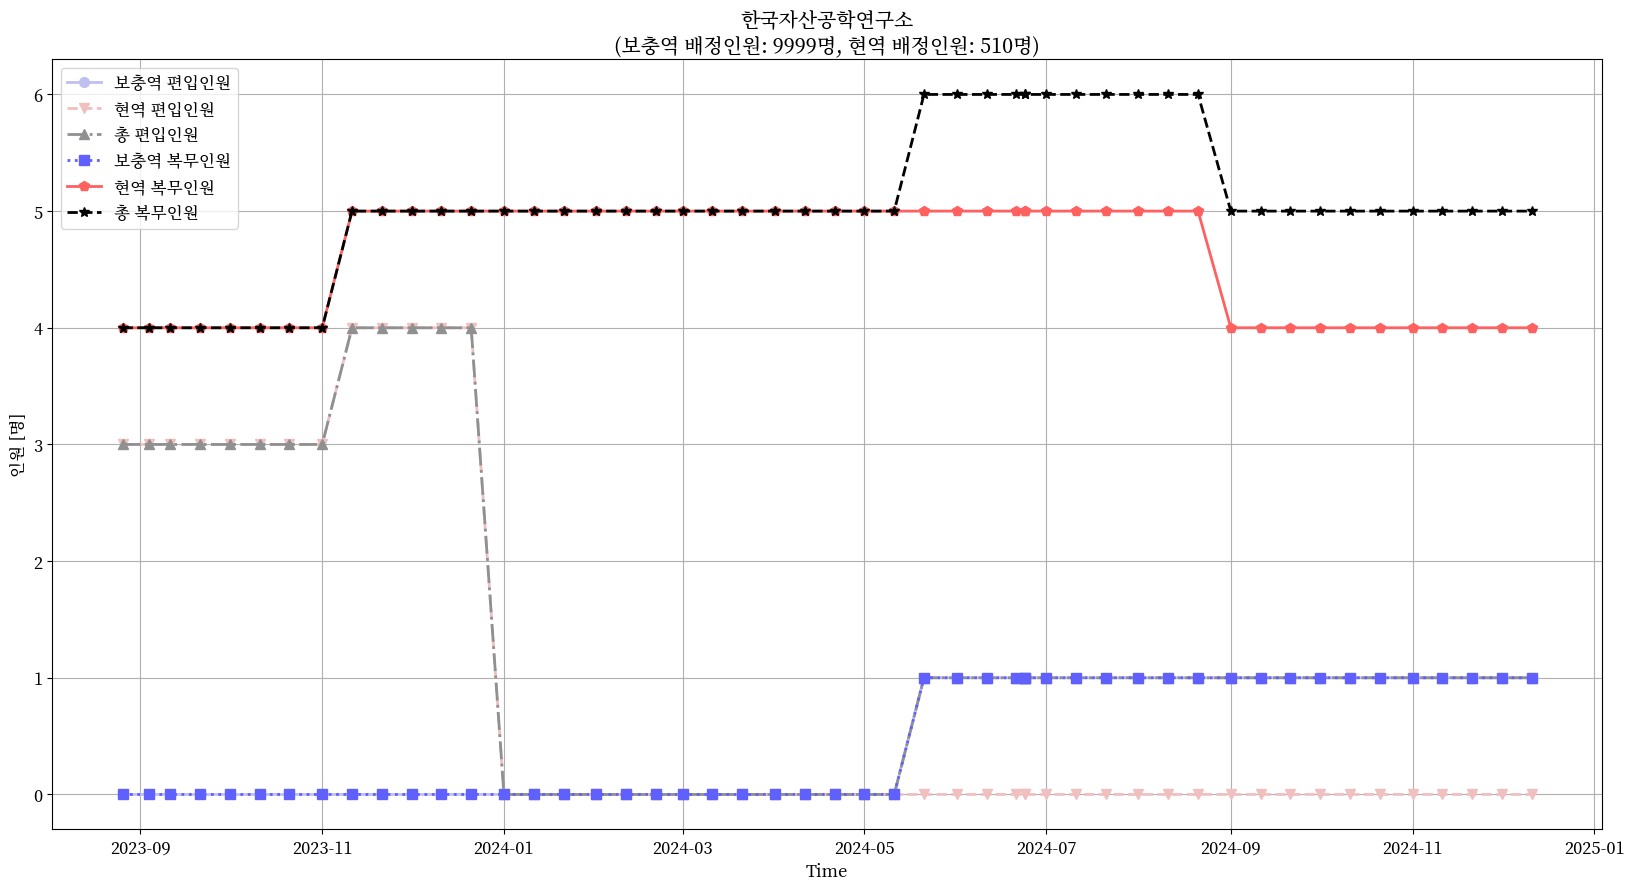 한국자산공학연구소
(보충역 배정인원: 9999명, 현역 배정인원: 510명)
보충역 편입인원
현역 편입인원
총 편입인원
보충역 복무인원
현역 복무인원
총 복무인원
인원 [명]
6
5
4
3
2
1
0
2023-09
2023-11
2024-01
2024-03
2024-05
2024-07
2024-09
2024-11
2025-01
Time